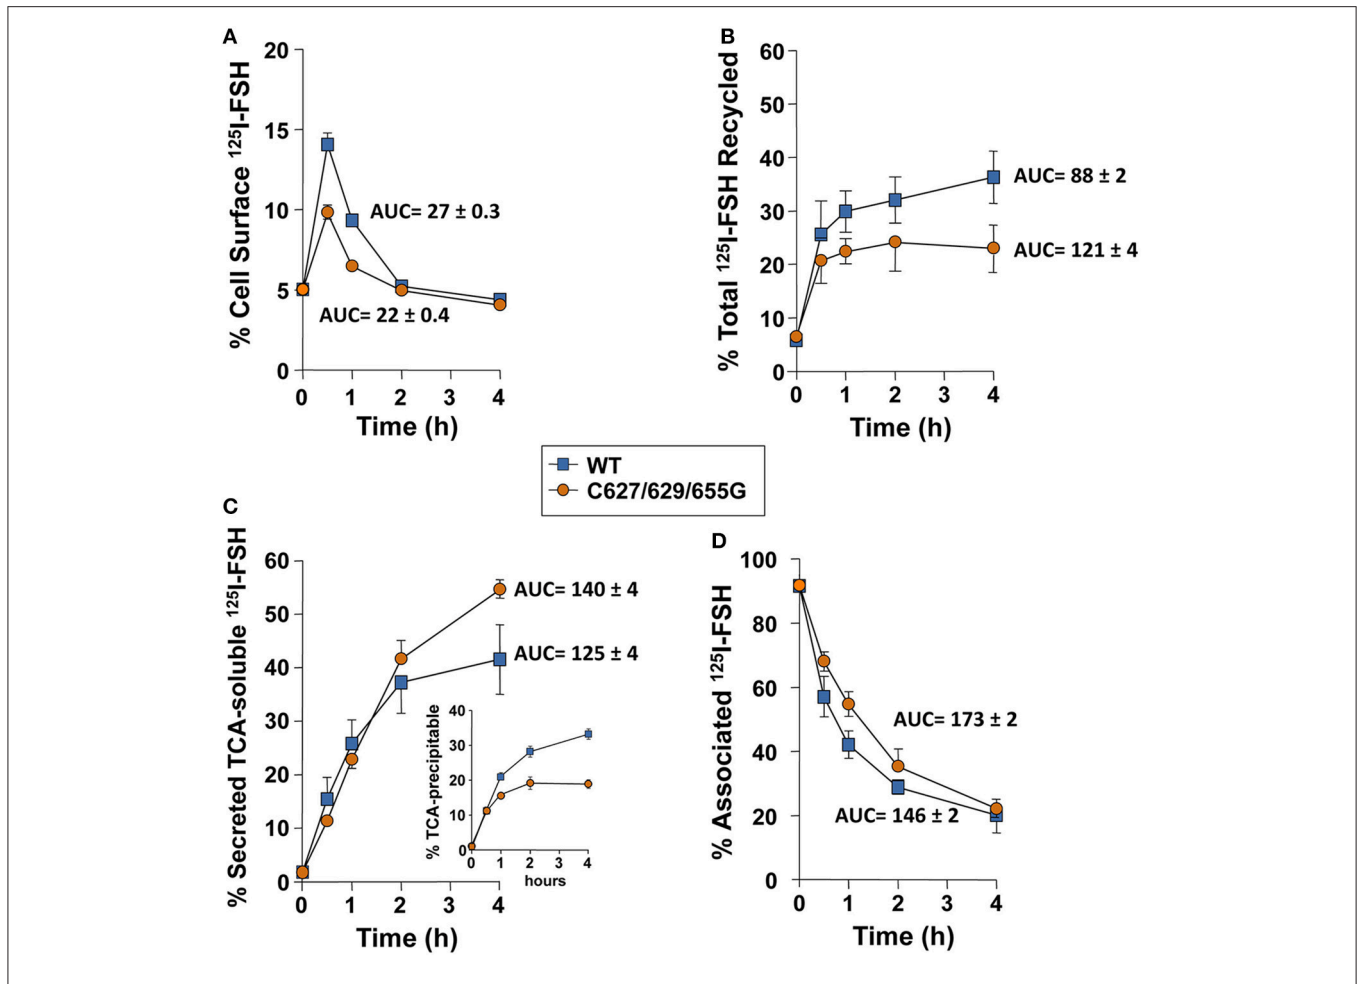 A
% Cell Surface ¹²⁵I-FSH
20
15
10
5
0
AUC= 27 ± 0.3
AUC= 22 ± 0.4
0 1 2 3 4
Time (h)
B
% Total ¹²⁵I-FSH Recycled
60
50
40
30
20
10
0
AUC= 88 ± 2
AUC= 121 ± 4
0 1 2 3 4
Time (h)
WT
C627/629/655G
C
% Secreted TCA-soluble ¹²⁵I-FSH
60
50
40
30
20
10
0
AUC= 140 ± 4
AUC= 125 ± 4
0 1 2 3 4
Time (h)
% TCA-precipitable
40
30
20
10
0
0 1 2 3 4
hours
D
% Associated ¹²⁵I-FSH
100
80
60
40
20
0
AUC= 173 ± 2
AUC= 146 ± 2
0 1 2 3 4
Time (h)